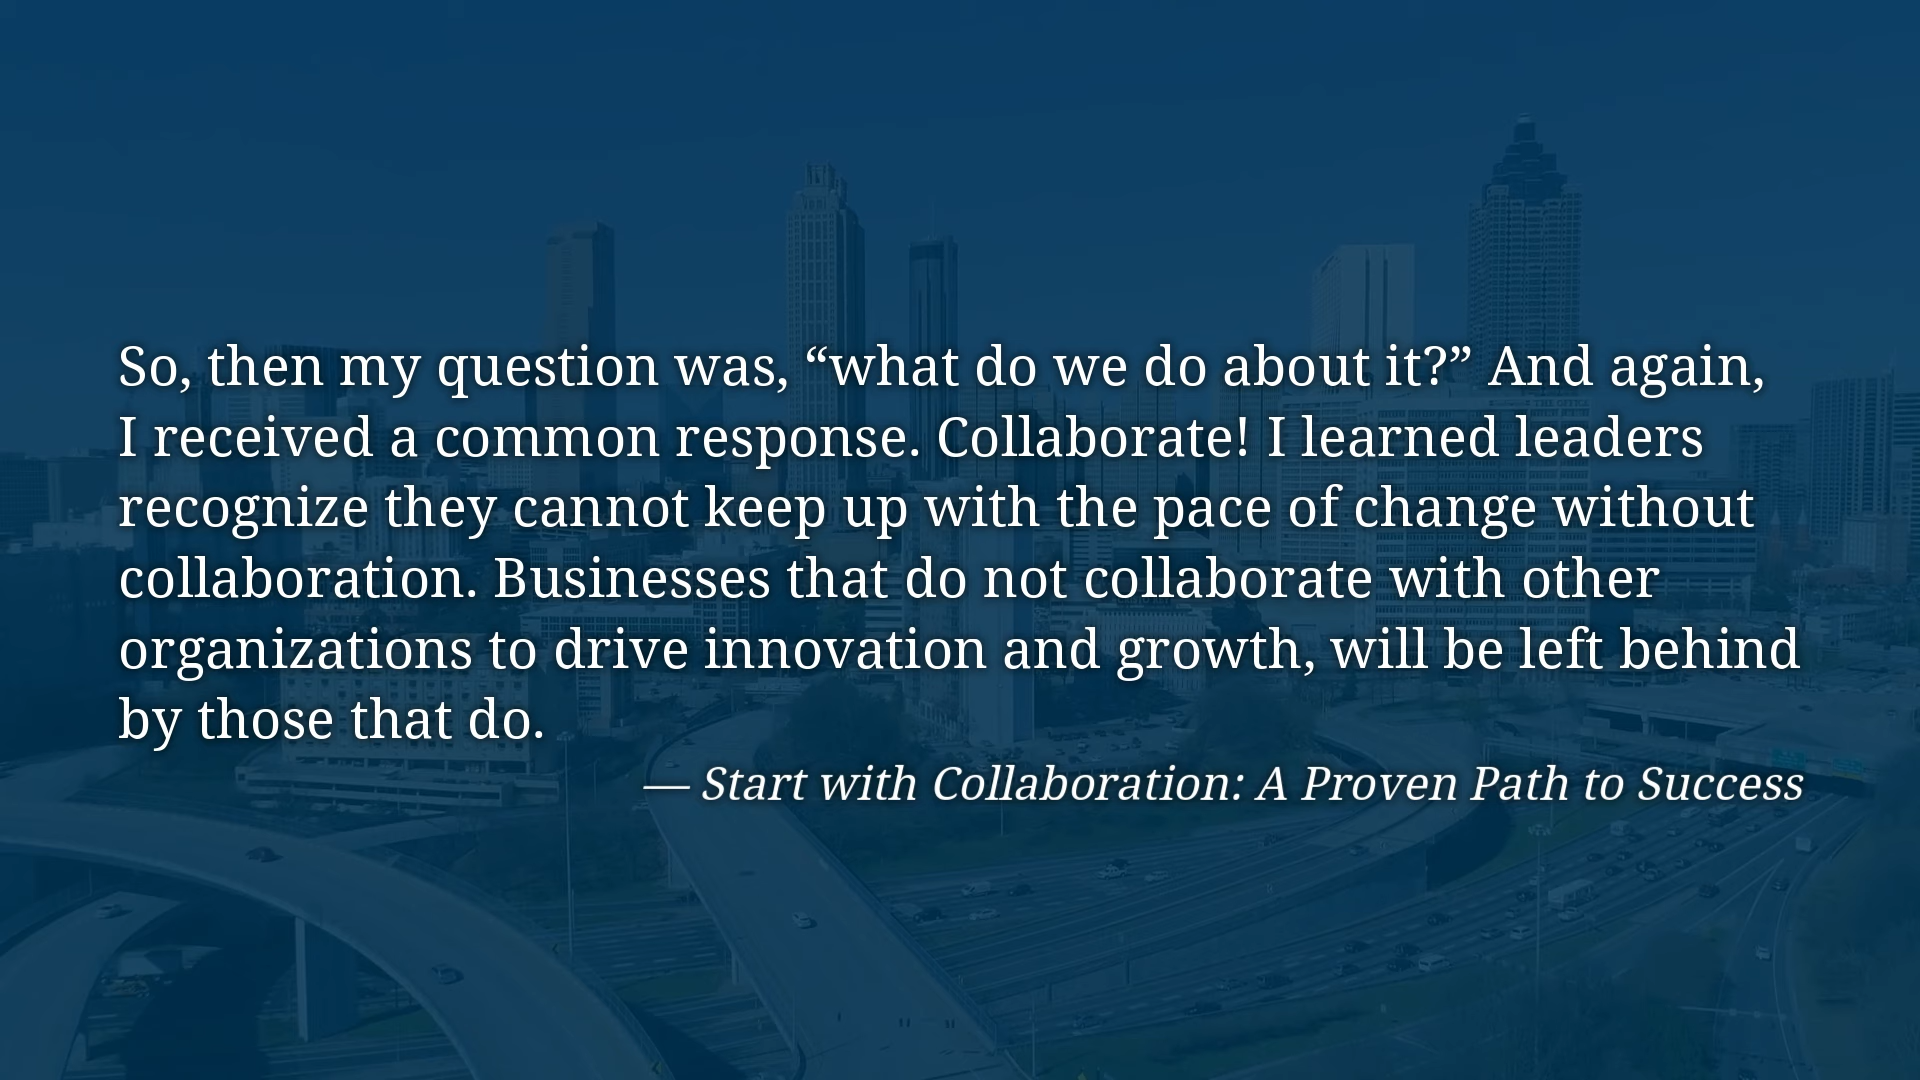 So, then my question was, “what do we do about it?” And again,
I received a common response. Collaborate! I learned leaders
recognize they cannot keep up with the pace of change without
collaboration. Businesses that do not collaborate with other
organizations to drive innovation and growth, will be left behind
by those that do.
— Start with Collaboration: A Proven Path to Success